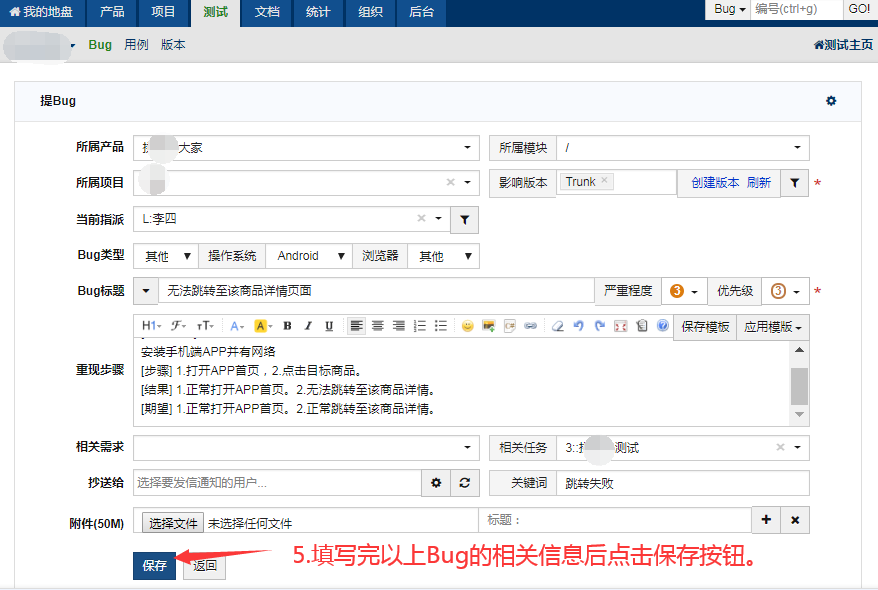 我的地盘 产品 项目 测试 文档 统计 组织 后台 Bug 编号(ctrl+g) GO!
Bug 用例 版本 测试主页
提Bug
所属产品 大家 所属模块 /
所属项目 影响版本 Trunk × 创建版本 刷新 *
当前指派 L:李四 ×
Bug类型 其他 操作系统 Android 浏览器 其他
Bug标题 无法跳转至该商品详情页面 严重程度 3 优先级 3 *
H1 F TT A A B I U 保存模板 应用模版
重现步骤
安装手机端APP并有网络
[步骤] 1.打开APP首页，2.点击目标商品。
[结果] 1.正常打开APP首页。2.无法跳转至该商品详情。
[期望] 1.正常打开APP首页。2.正常跳转至该商品详情。
相关需求 相关任务 3:: 测试 ×
抄送给 选择要发信通知的用户... 关键词 跳转失败
附件(50M) 选择文件 未选择任何文件 标题：
保存 返回 5.填写完以上Bug的相关信息后点击保存按钮。